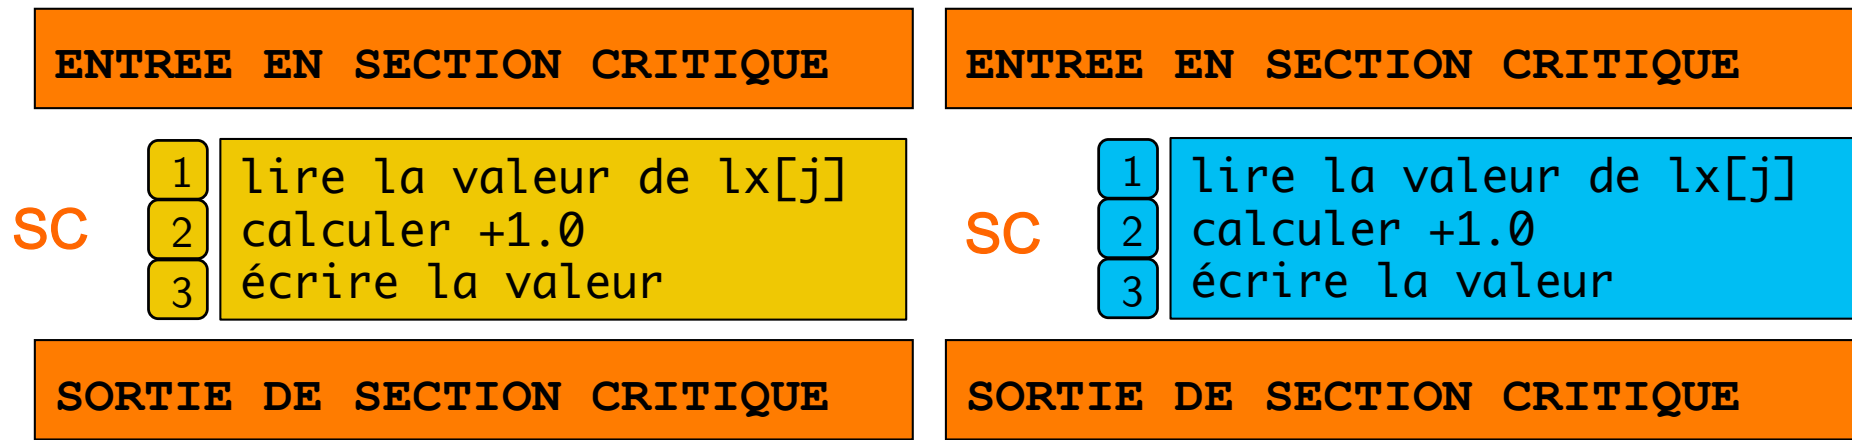 ENTREE EN SECTION CRITIQUE
SC
1 lire la valeur de lx[j]
2 calculer +1.0
3 écrire la valeur
SORTIE DE SECTION CRITIQUE
ENTREE EN SECTION CRITIQUE
SC
1 lire la valeur de lx[j]
2 calculer +1.0
3 écrire la valeur
SORTIE DE SECTION CRITIQUE